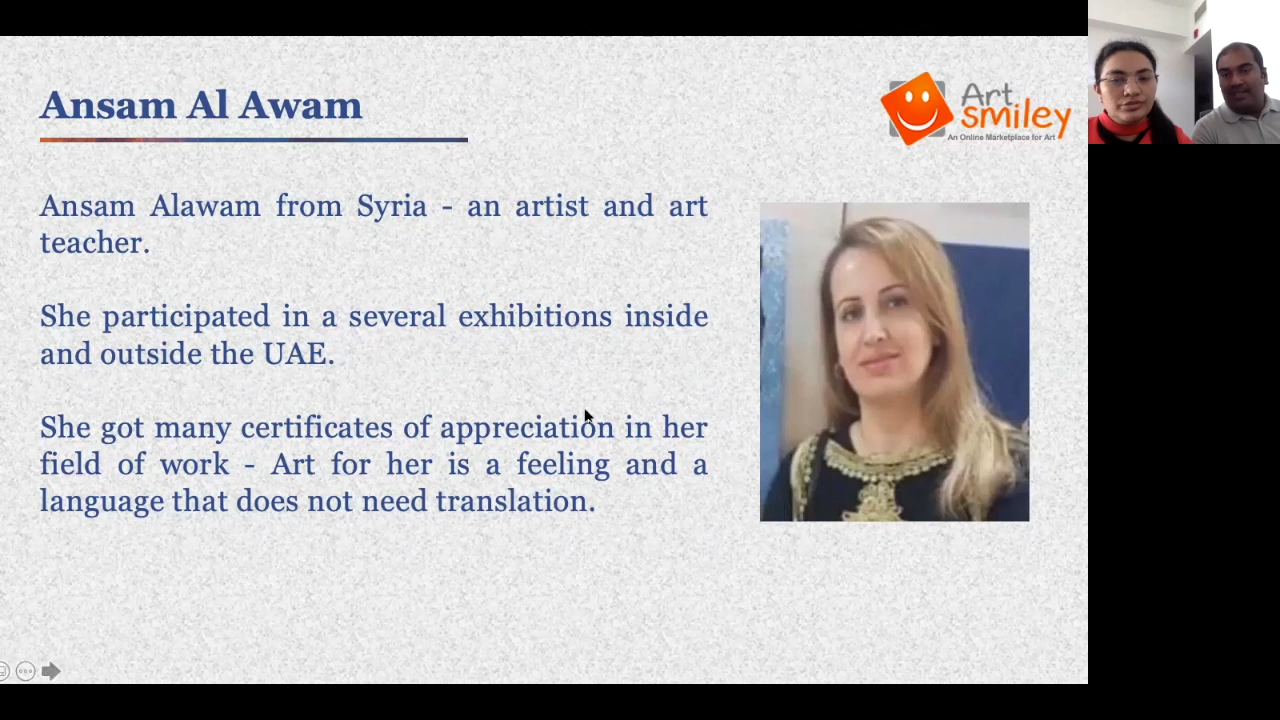 Ansam Al Awam
Art
smiley
An Online Marketplace for Art
Ansam Alawam from Syria - an artist and art
teacher.
She participated in a several exhibitions inside
and outside the UAE.
She got many certificates of appreciation in her
field of work - Art for her is a feeling and a
language that does not need translation.